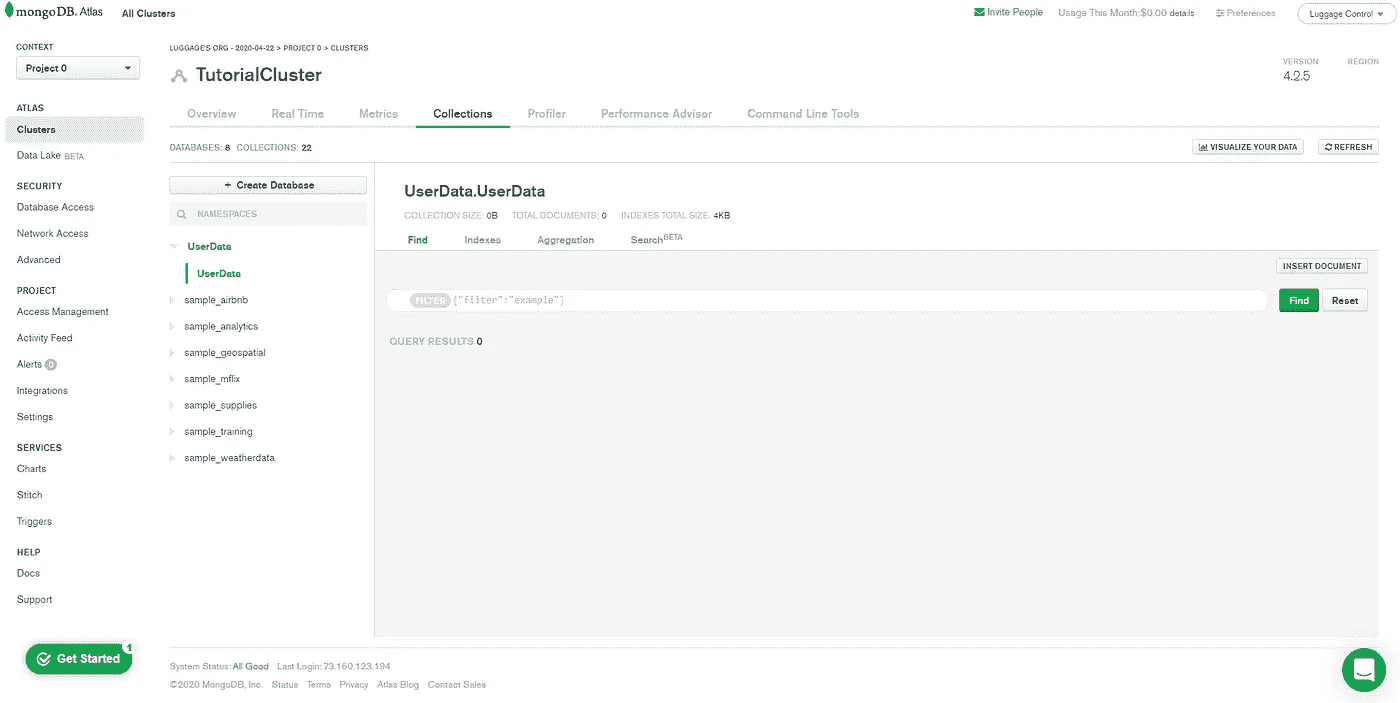 mongoDB. Atlas
All Clusters
Invite People
Usage This Month:$0.00 details
Preferences
Luggage Control
CONTEXT
Project 0
ATLAS
Clusters
Data Lake BETA
SECURITY
Database Access
Network Access
Advanced
PROJECT
Access Management
Activity Feed
Alerts 0
Integrations
Settings
SERVICES
Charts
Stitch
Triggers
HELP
Docs
Support
Get Started
1
LUGGAGE'S ORG - 2020-04-22 > PROJECT 0 > CLUSTERS
TutorialCluster
VERSION
4.2.5
REGION
Overview
Real Time
Metrics
Collections
Profiler
Performance Advisor
Command Line Tools
DATABASES: 8 COLLECTIONS: 22
VISUALIZE YOUR DATA
REFRESH
+ Create Database
NAMESPACES
UserData
UserData
sample_airbnb
sample_analytics
sample_geospatial
sample_mflix
sample_supplies
sample_training
sample_weatherdata
UserData.UserData
COLLECTION SIZE: 0B TOTAL DOCUMENTS: 0 INDEXES TOTAL SIZE: 4KB
Find
Indexes
Aggregation
Search BETA
INSERT DOCUMENT
FILTER {"filter":"example"}
Find
Reset
QUERY RESULTS 0
System Status: All Good Last Login: 73.160.123.194
©2020 MongoDB, Inc. Status Terms Privacy Atlas Blog Contact Sales